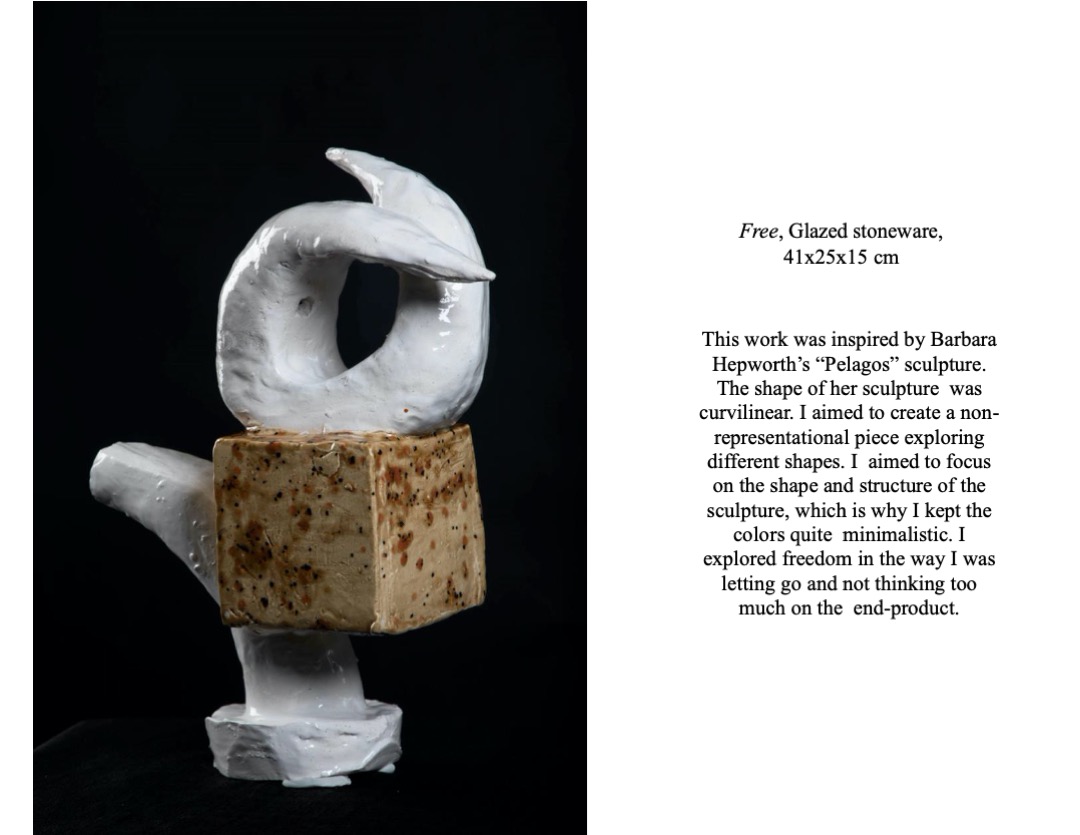 Free, Glazed stoneware,
41x25x15 cm
This work was inspired by Barbara
Hepworth’s “Pelagos” sculpture.
The shape of her sculpture  was
curvilinear. I aimed to create a non-
representational piece exploring
different shapes. I  aimed to focus
on the shape and structure of the
sculpture, which is why I kept the
colors quite  minimalistic. I
explored freedom in the way I was
letting go and not thinking too
much on the  end-product.